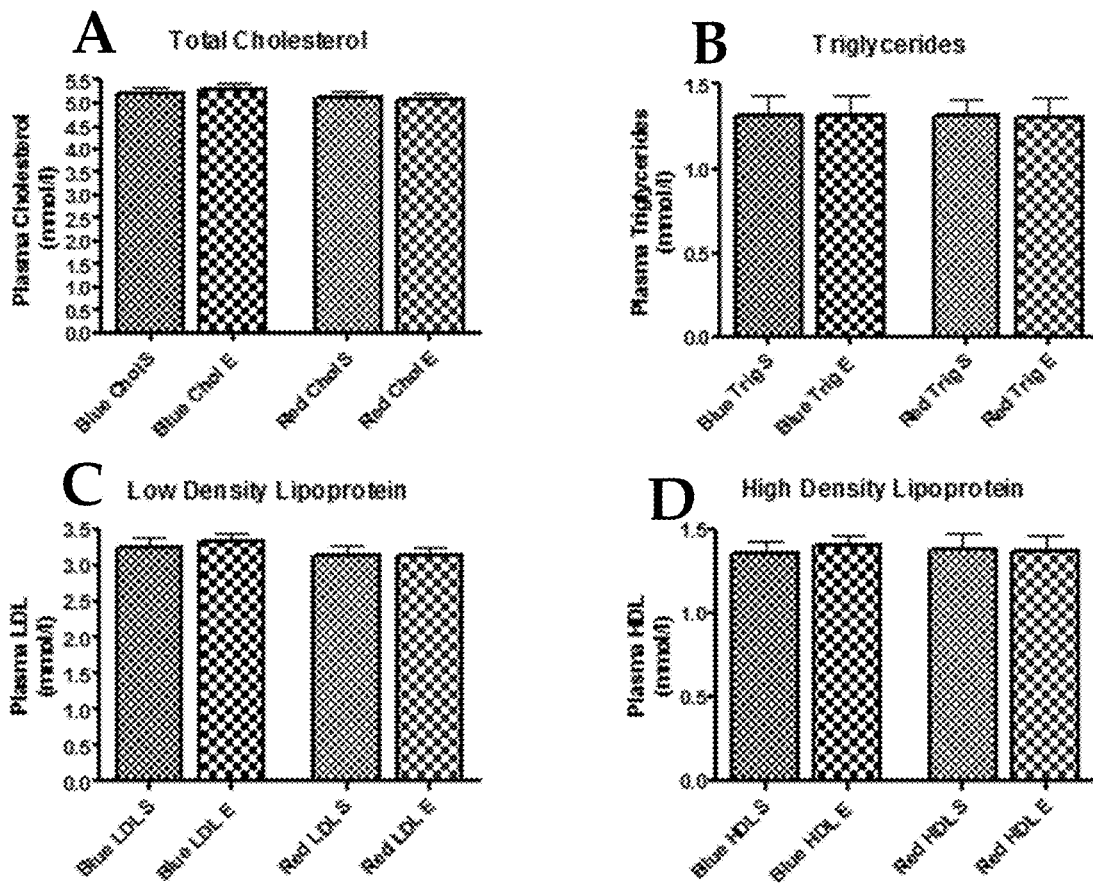 A
Total Cholesterol
Plasma Cholesterol
(mmol/l)
5.5
5.0
4.5
4.0
3.5
3.0
2.5
2.0
1.5
1.0
0.5
0.0
Blue Chol S
Blue Chol E
Red Chol S
Red Chol E
B
Triglycerides
Plasma Triglycerides
(mmol/l)
1.5
1.0
0.5
0.0
Blue Trig S
Blue Trig E
Red Trig S
Red Trig E
C
Low Density Lipoprotein
Plasma LDL
(mmol/l)
3.5
3.0
2.5
2.0
1.5
1.0
0.5
0.0
Blue LDL S
Blue LDL E
Red LDL S
Red LDL E
D
High Density Lipoprotein
Plasma HDL
(mmol/l)
1.5
1.0
0.5
0.0
Blue HDL S
Blue HDL E
Red HDL S
Red HDL E